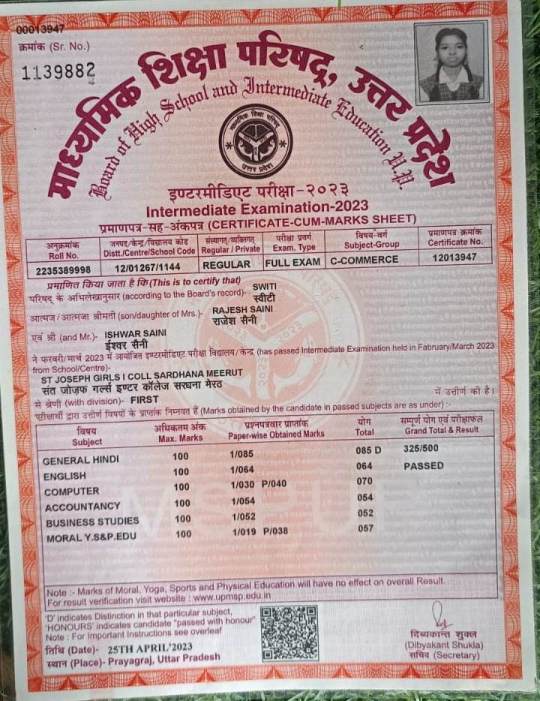 00013947
क्रमांक (Sr. No.)
1139882
माध्यमिक शिक्षा परिषद्, उत्तर प्रदेश
Board of High School and Intermediate Education U.P.
इण्टरमीडिएट परीक्षा-२०२३
Intermediate Examination-2023
प्रमाणपत्र-सह-अंकपत्र (CERTIFICATE-CUM-MARKS SHEET)
अनुक्रमांक जनपद/केन्द्र/विद्यालय कोड संस्थागत/व्यक्तिगत परीक्षा प्रवर्ग विषय-वर्ग प्रमाणपत्र क्रमांक
Roll No. Distt./Centre/School Code Regular / Private Exam. Type Subject-Group Certificate No.
2235389998 12/01267/1144 REGULAR FULL EXAM C-COMMERCE 12013947
प्रमाणित किया जाता है कि (This is to certify that)
SWITI
परिषद् के अभिलेखानुसार (according to the Board's record)- स्वीटी
RAJESH SAINI
आत्मज / आत्मजा श्रीमती (son/daughter of Mrs.)- राजेश सैनी
एवं श्री (and Mr.)- ISHWAR SAINI
ईश्वर सैनी
ने फरवरी/मार्च 2023 में आयोजित इण्टरमीडिएट परीक्षा विद्यालय/केन्द्र (has passed Intermediate Examination held in Fabruary/March 2023
from School/Centre)-
ST JOSEPH GIRLS I COLL SARDHANA MEERUT
संत जोज़फ गर्ल्स इण्टर कॉलेज सरधना मेरठ
में उत्तीर्ण की है।
से श्रेणी (with division)- FIRST
परीक्षार्थी द्वारा उत्तीर्ण विषयों के प्राप्तांक निम्नवत् हैं (Marks obtained by the candidate in passed subjects are as under) :-
विषय अधिकतम अंक प्रश्नपत्रवार प्राप्तांक योग सम्पूर्ण योग एवं परीक्षाफल
Subject Max. Marks Paper-wise Obtained Marks Total Grand Total & Result
GENERAL HINDI 100 1/085 085 D 325/500
ENGLISH 100 1/064 064 PASSED
COMPUTER 100 1/030 P/040 070
ACCOUNTANCY 100 1/054 054
BUSINESS STUDIES 100 1/052 052
MORAL Y.S&P.EDU 100 1/019 P/038 057
Note :- Marks of Moral, Yoga, Sports and Physical Education will have no effect on overall Result.
For result verification visit website : www.upmsp.edu.in
'D' indicates Distinction in that particular subject,
'HONOURS' indicates candidate "passed with honour"
Note : For Important Instructions see overleaf
तिथि (Date)- 25TH APRIL'2023
स्थान (Place)- Prayagraj, Uttar Pradesh
दिब्यकान्त शुक्ल
(Dibyakant Shukla)
सचिव (Secretary)